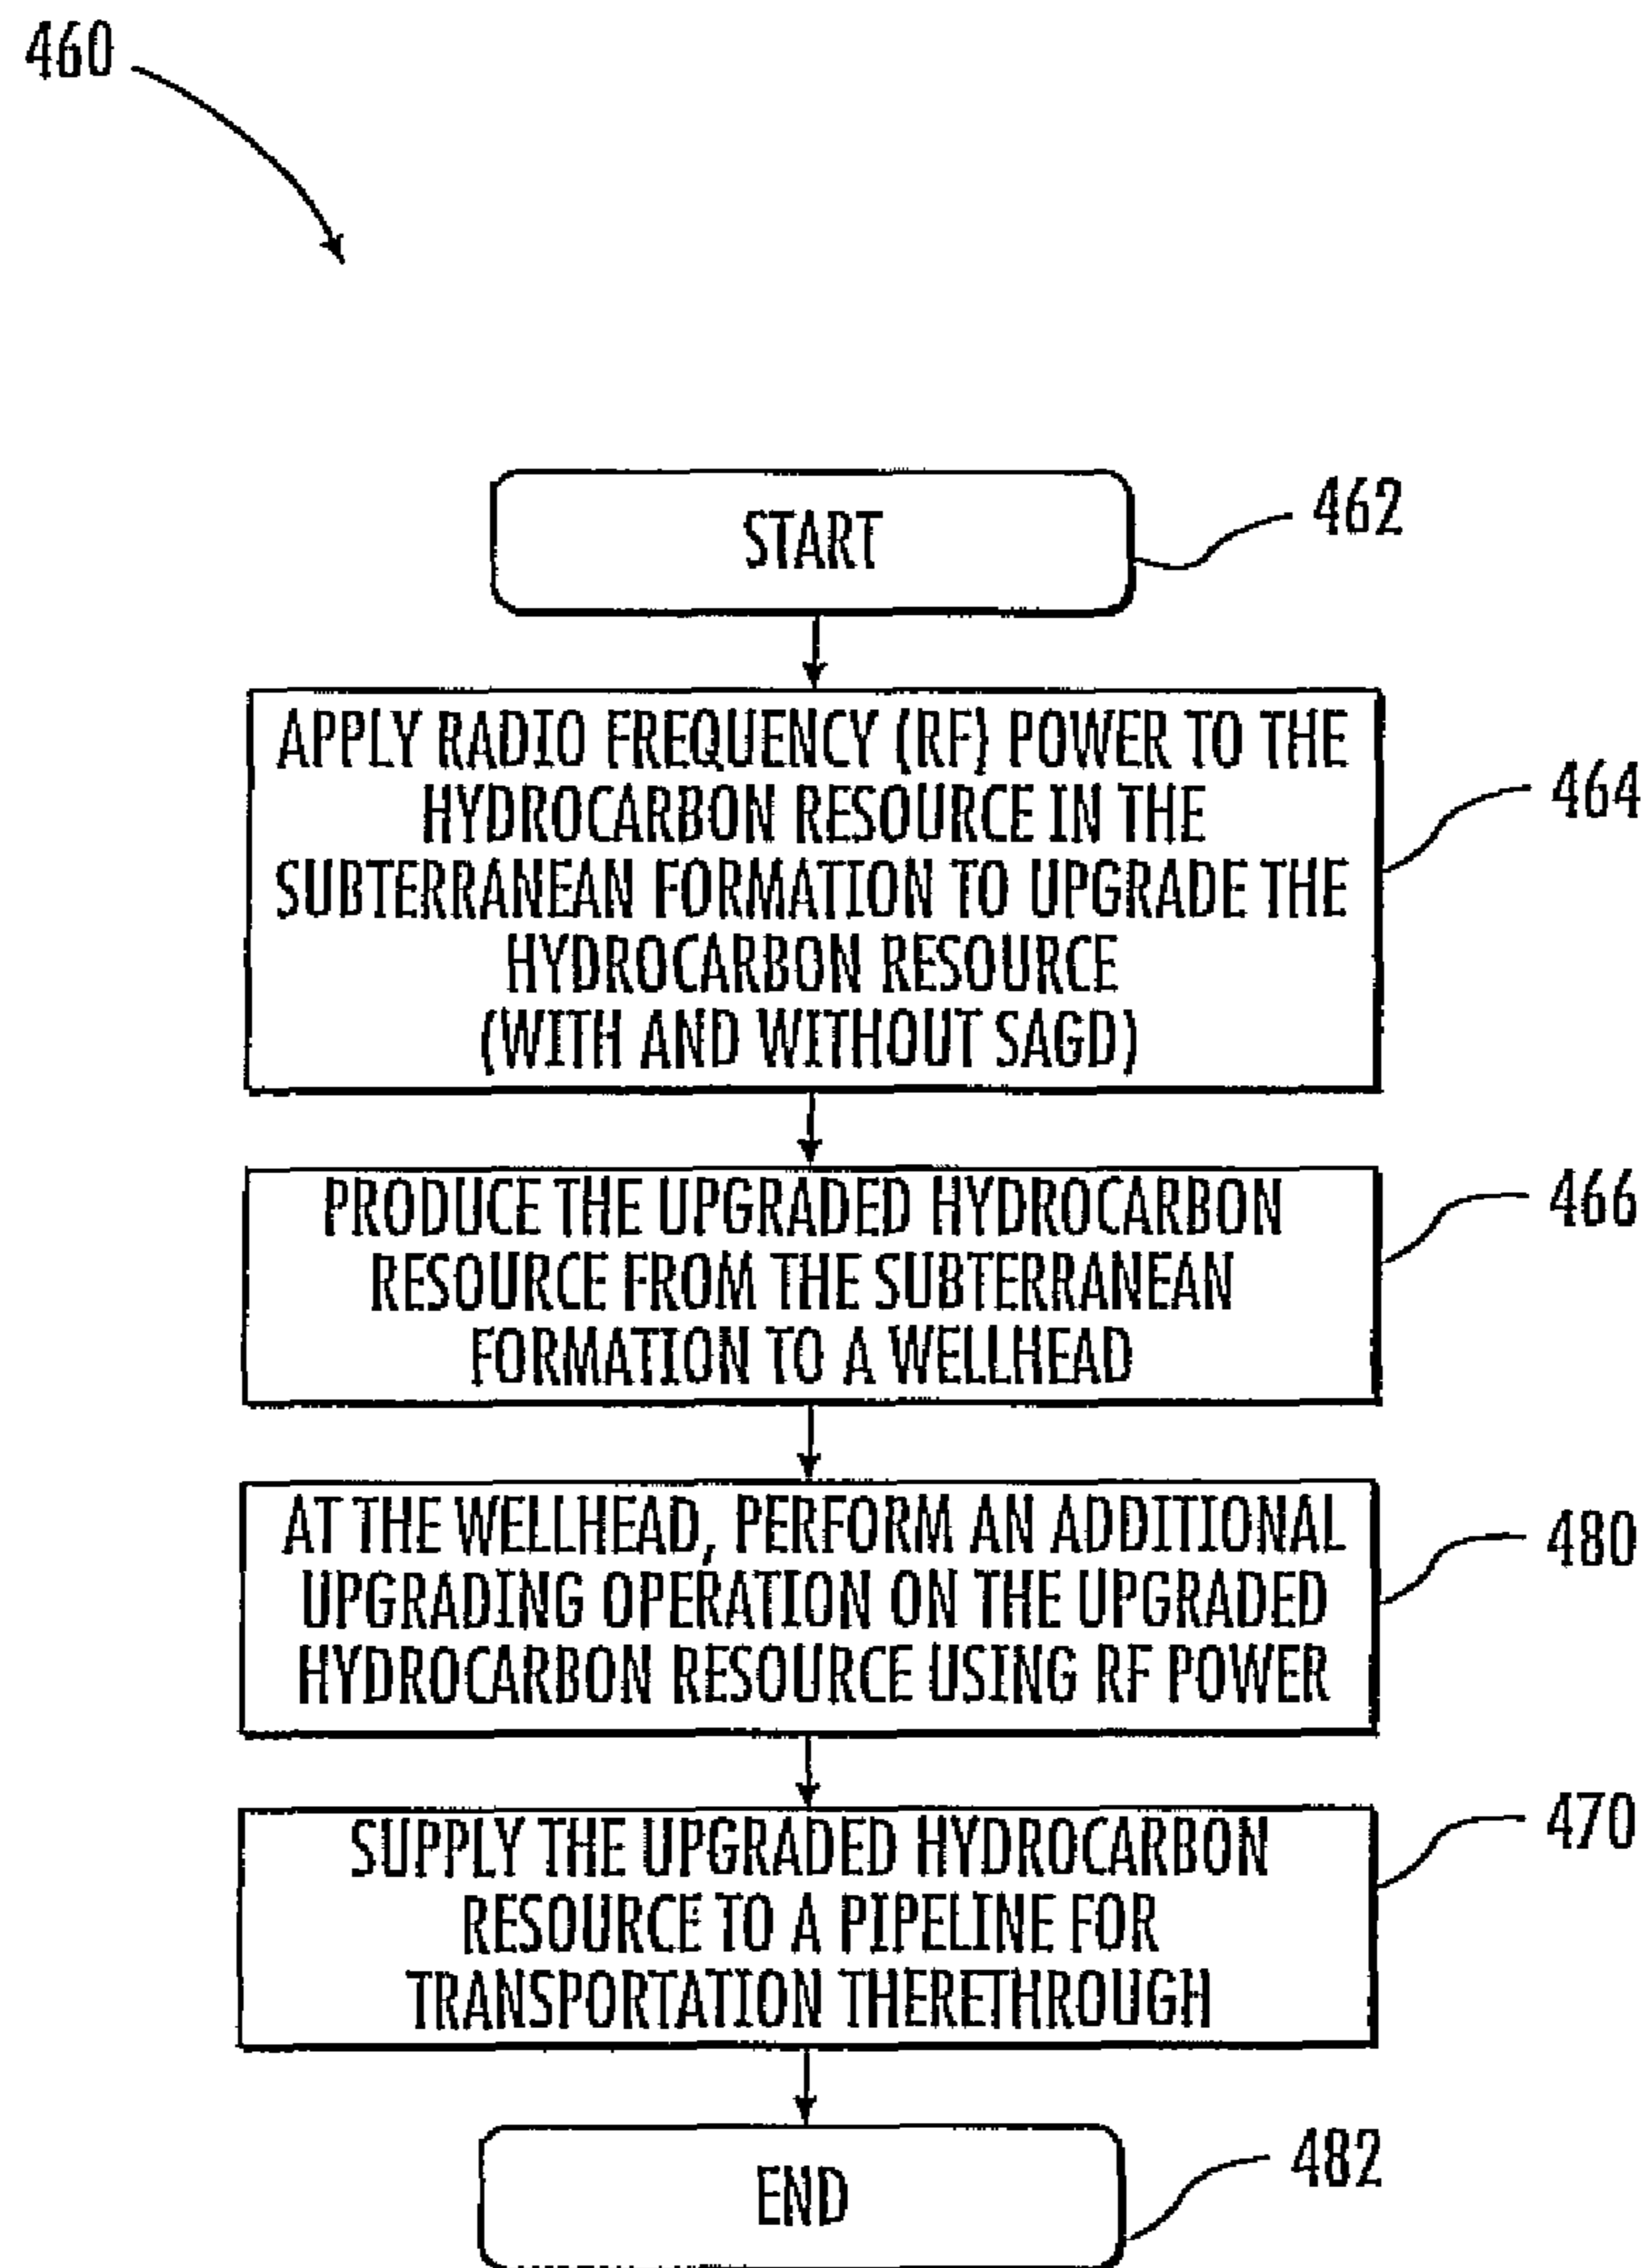 460
START
462
APPLY RADIO FREQUENCY (RF) POWER TO THE
HYDROCARBON RESOURCE IN THE
SUBTERRANEAN FORMATION TO UPGRADE THE
HYDROCARBON RESOURCE
(WITH AND WITHOUT SAGD)
464
PRODUCE THE UPGRADED HYDROCARBON
RESOURCE FROM THE SUBTERRANEAN
FORMATION TO A WELLHEAD
466
AT THE WELLHEAD, PERFORM AN ADDITIONAL
UPGRADING OPERATION ON THE UPGRADED
HYDROCARBON RESOURCE USING RF POWER
480
SUPPLY THE UPGRADED HYDROCARBON
RESOURCE TO A PIPELINE FOR
TRANSPORTATION THERETHROUGH
470
END
482